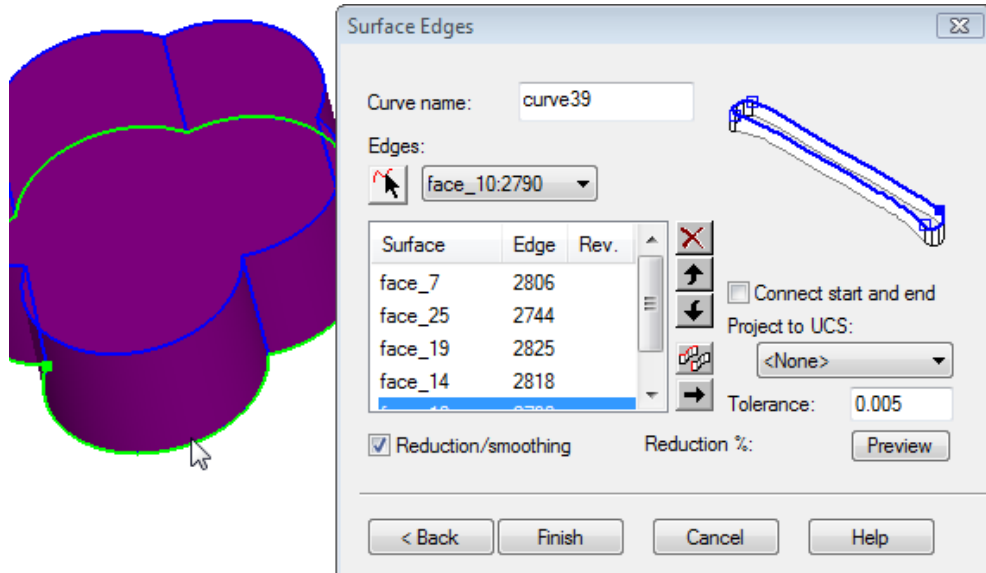 Surface Edges
Curve name: curve39
Edges:
face_10:2790
Surface Edge Rev.
face_7 2806
face_25 2744
face_19 2825
face_14 2818
Connect start and end
Project to UCS:
<None>
Tolerance: 0.005
Reduction/smoothing Reduction %: Preview
< Back Finish Cancel Help